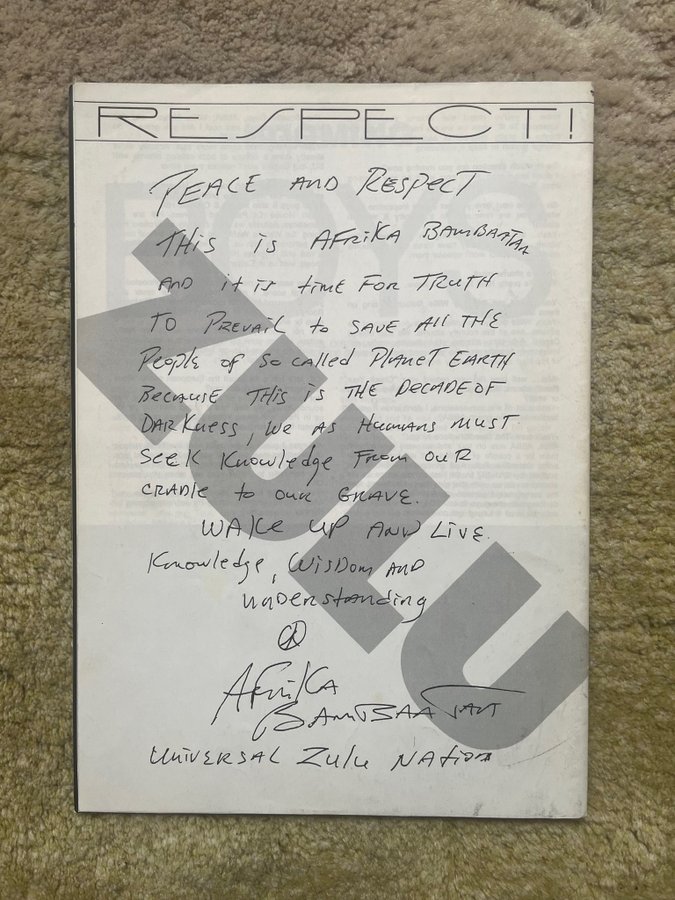 RESPECT!
PEACE AND RESPECT
THIS is AFRIKA BAMBAATAA
AND it is time FOR TRUTH
TO PREVAIL to SAVE All THE
People of so called PlaneT EARTH
BECAUSE THIS is THE DECADE OF
DARKNESS, WE AS HUMANS MUST
SEEK Knowledge From OUR
CRADLE to OUR GRAVE.
WAKE UP AND LIVE.
Knowledge, WISDOM AND
understanding
AFRIKA
BAMBAATAA
UNIVERSAL Zulu NATION
ZULU